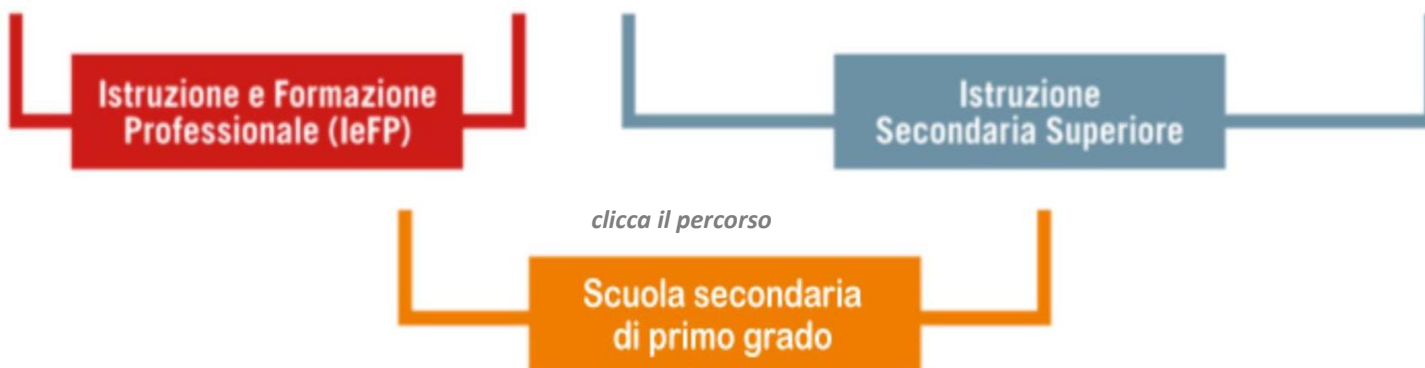 Istruzione e Formazione
Professionale (IeFP)
Istruzione
Secondaria Superiore
clicca il percorso
Scuola secondaria
di primo grado